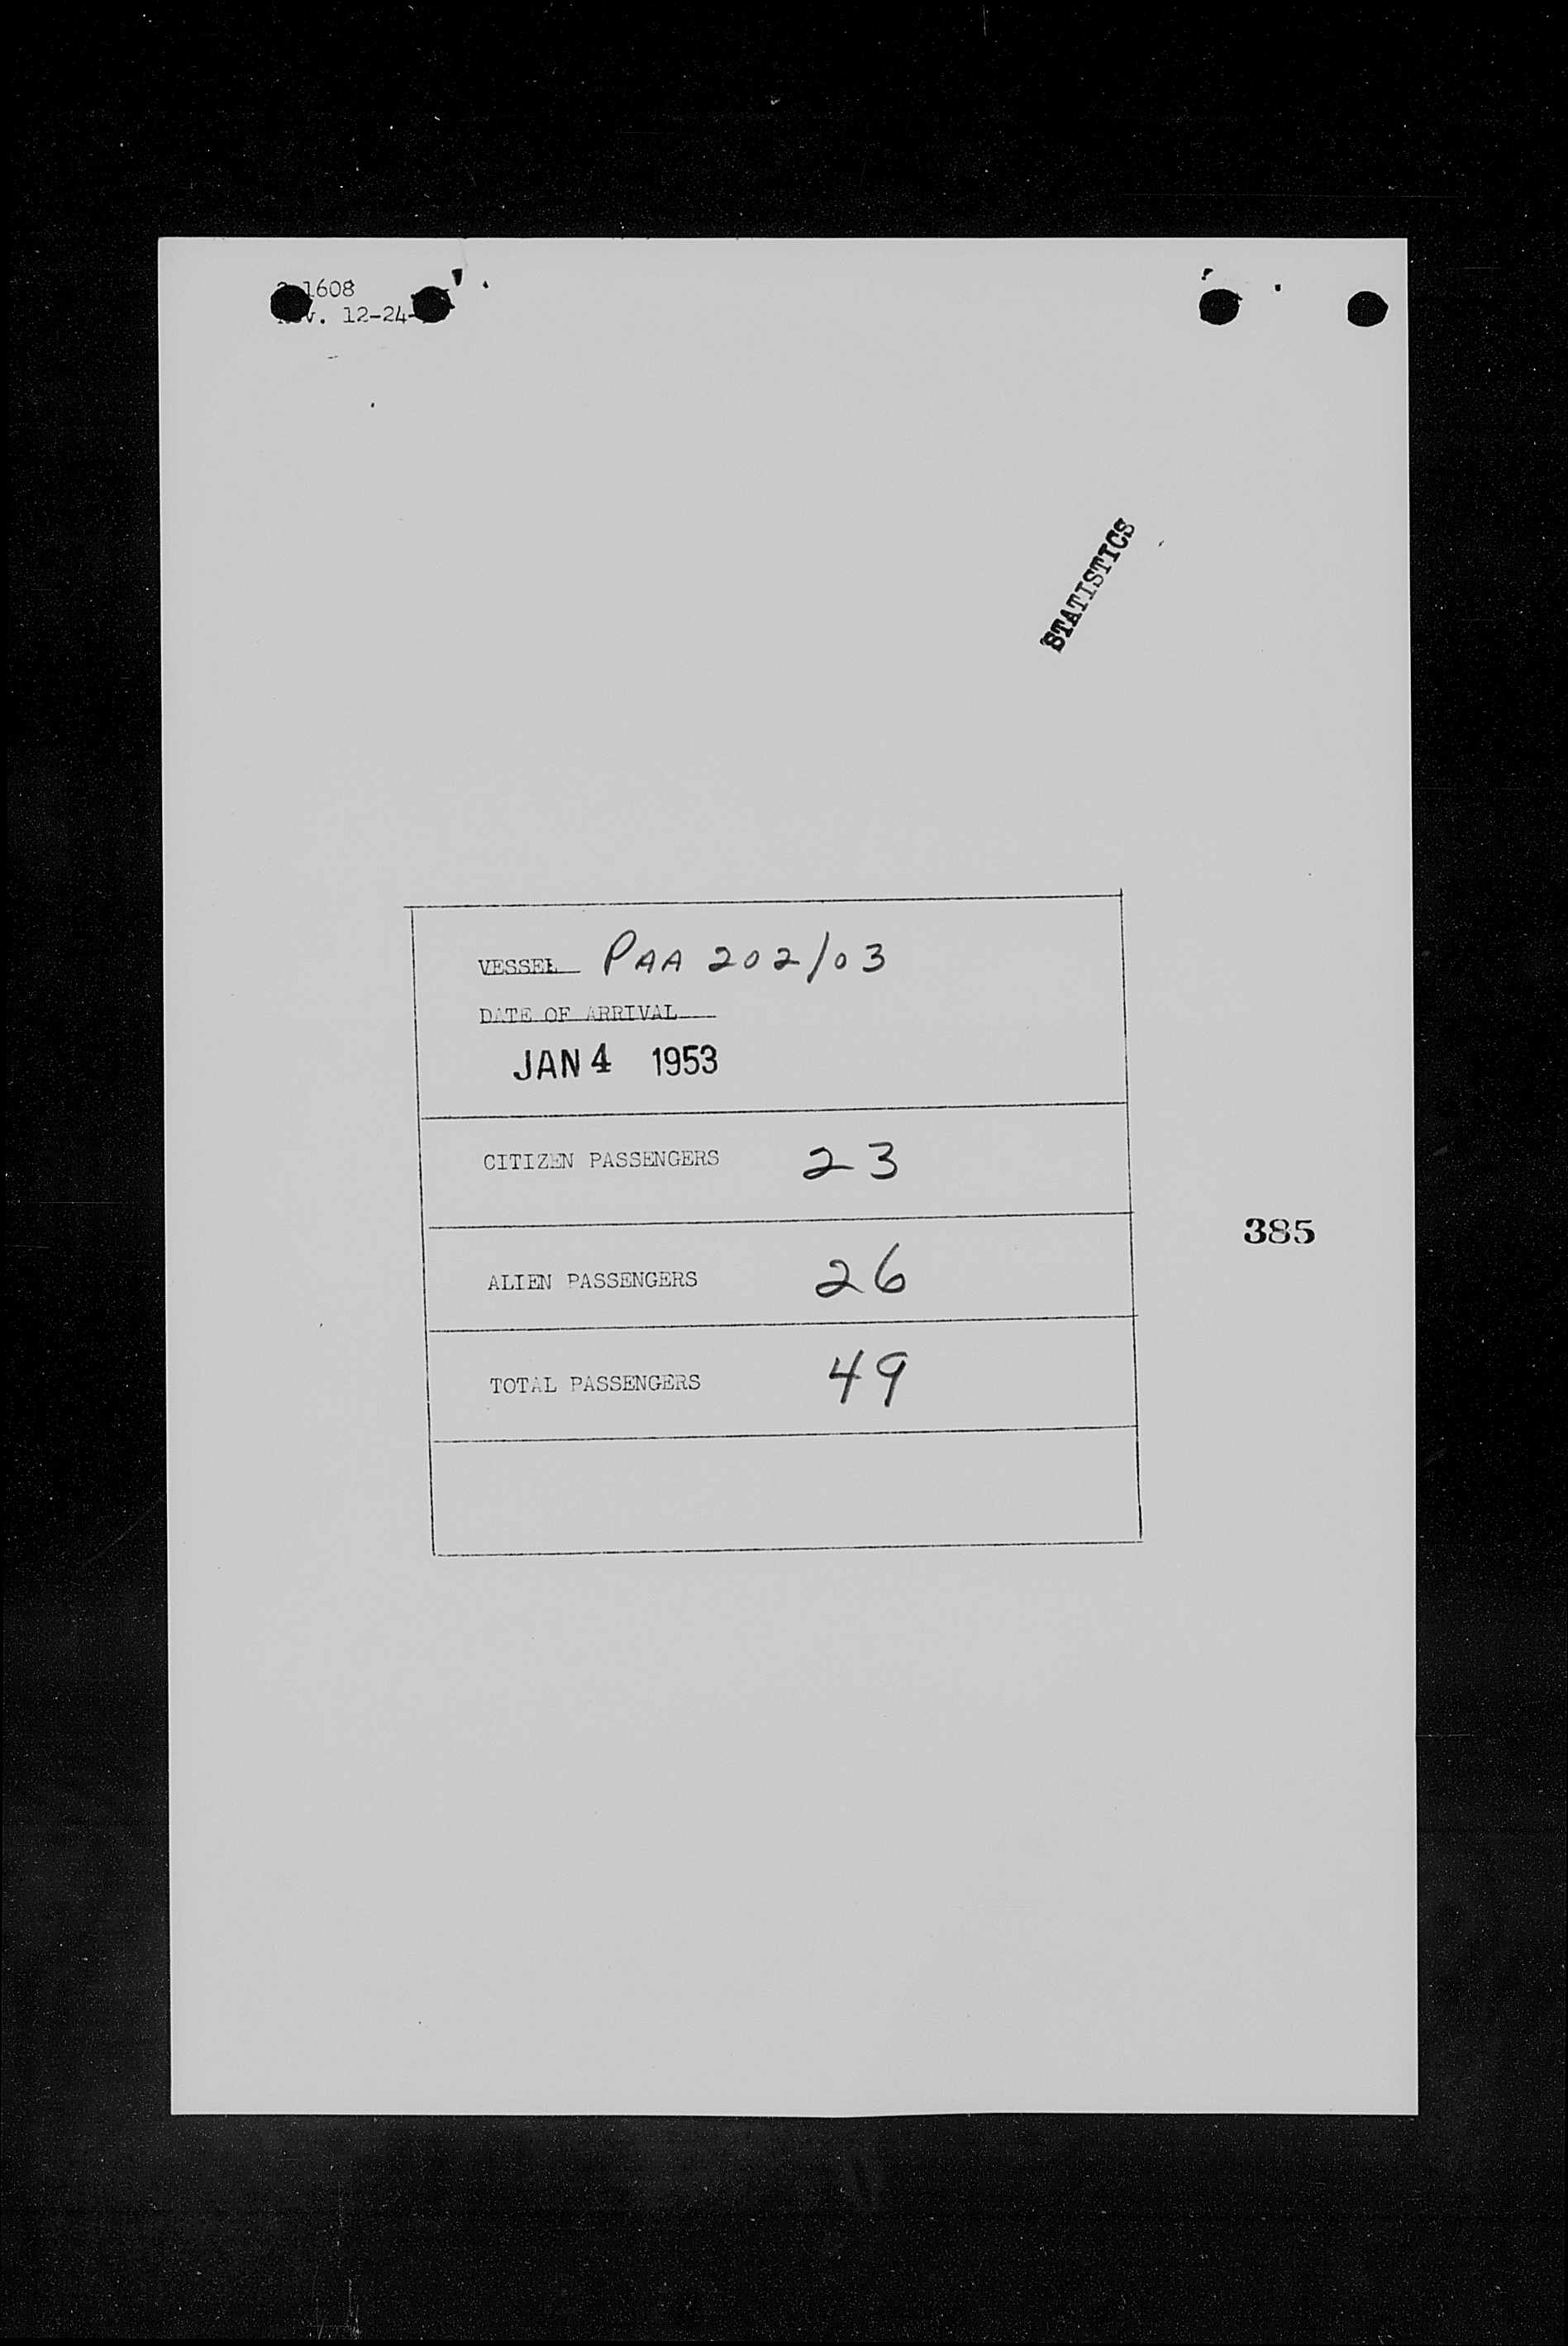 1608
12-24-
STATISTICS
VESSEL PAA 202/03
DATE OF ARRIVAL
JAN 4 1953
CITIZEN PASSENGERS 23
385
ALIEN PASSENGERS 26
TOTAL PASSENGERS 49